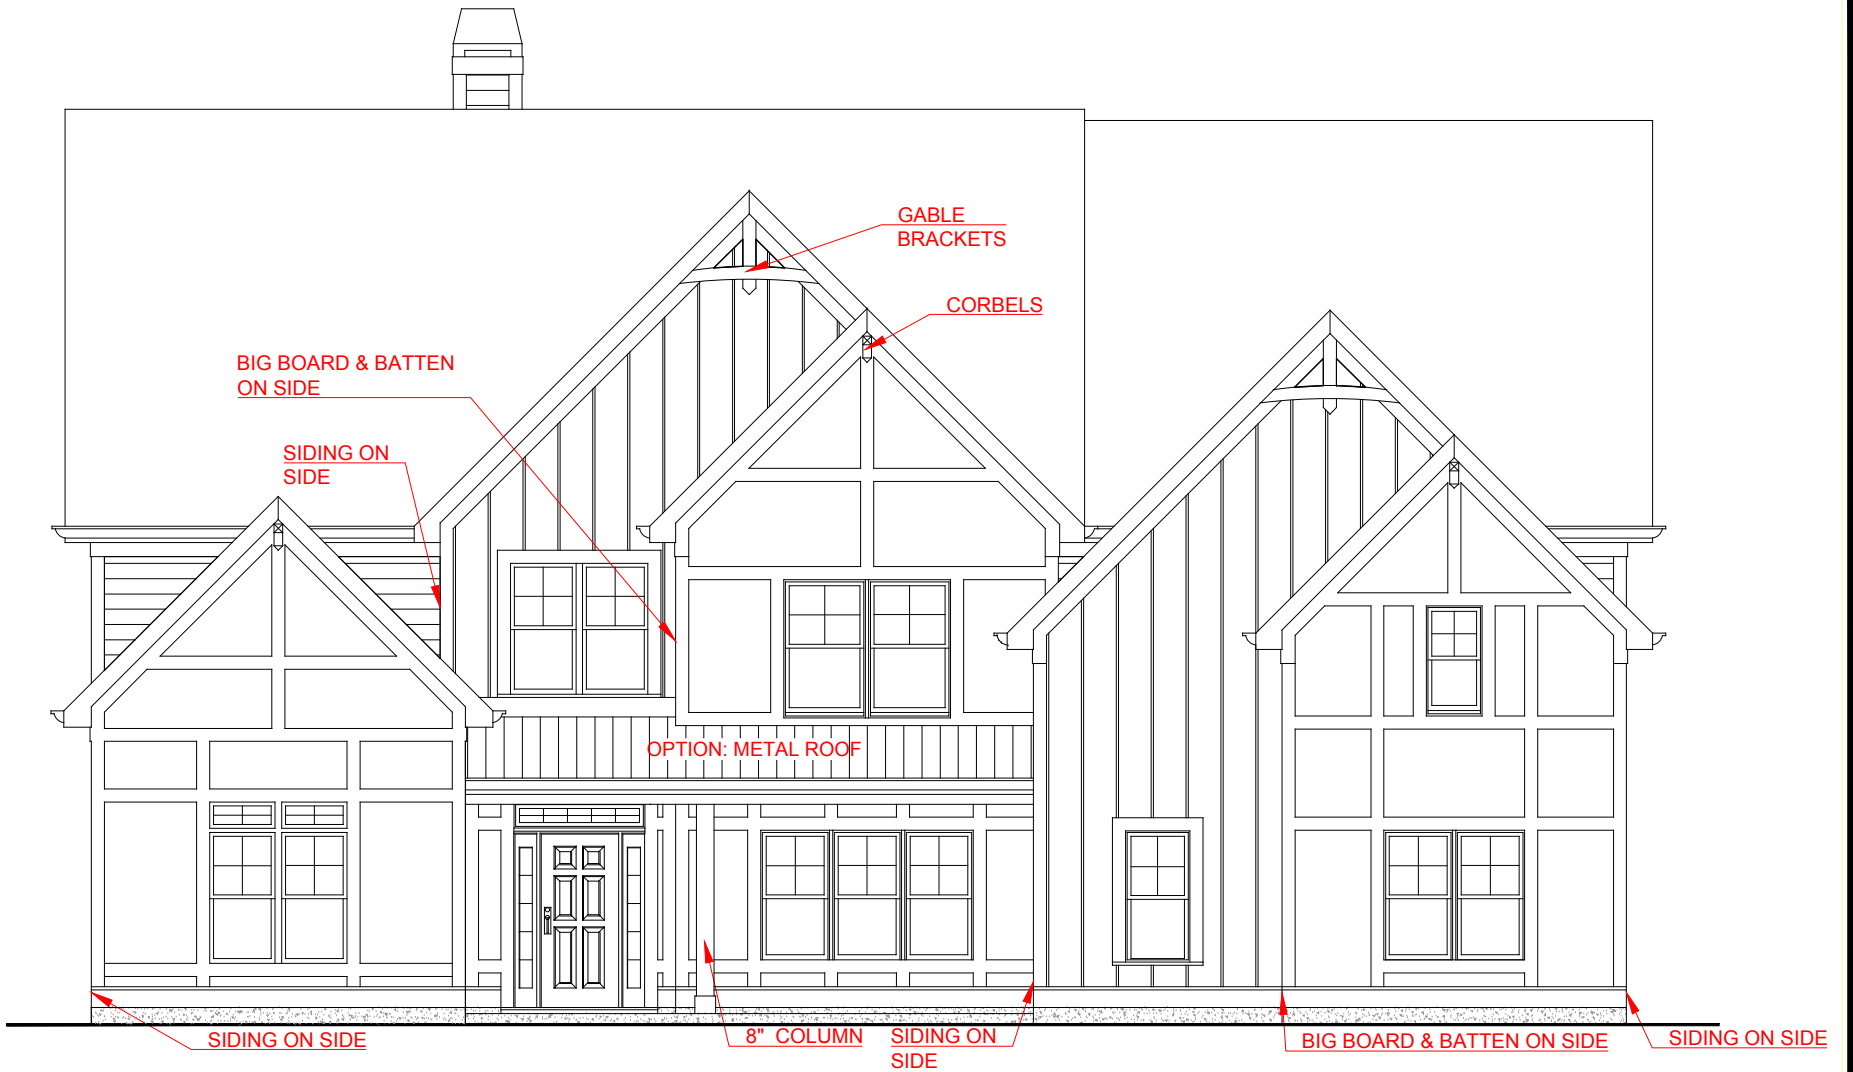 GABLE
BRACKETS
CORBELS
BIG BOARD & BATTEN
ON SIDE
SIDING ON
SIDE
OPTION: METAL ROOF
SIDING ON SIDE
8" COLUMN
SIDING ON
SIDE
BIG BOARD & BATTEN ON SIDE
SIDING ON SIDE